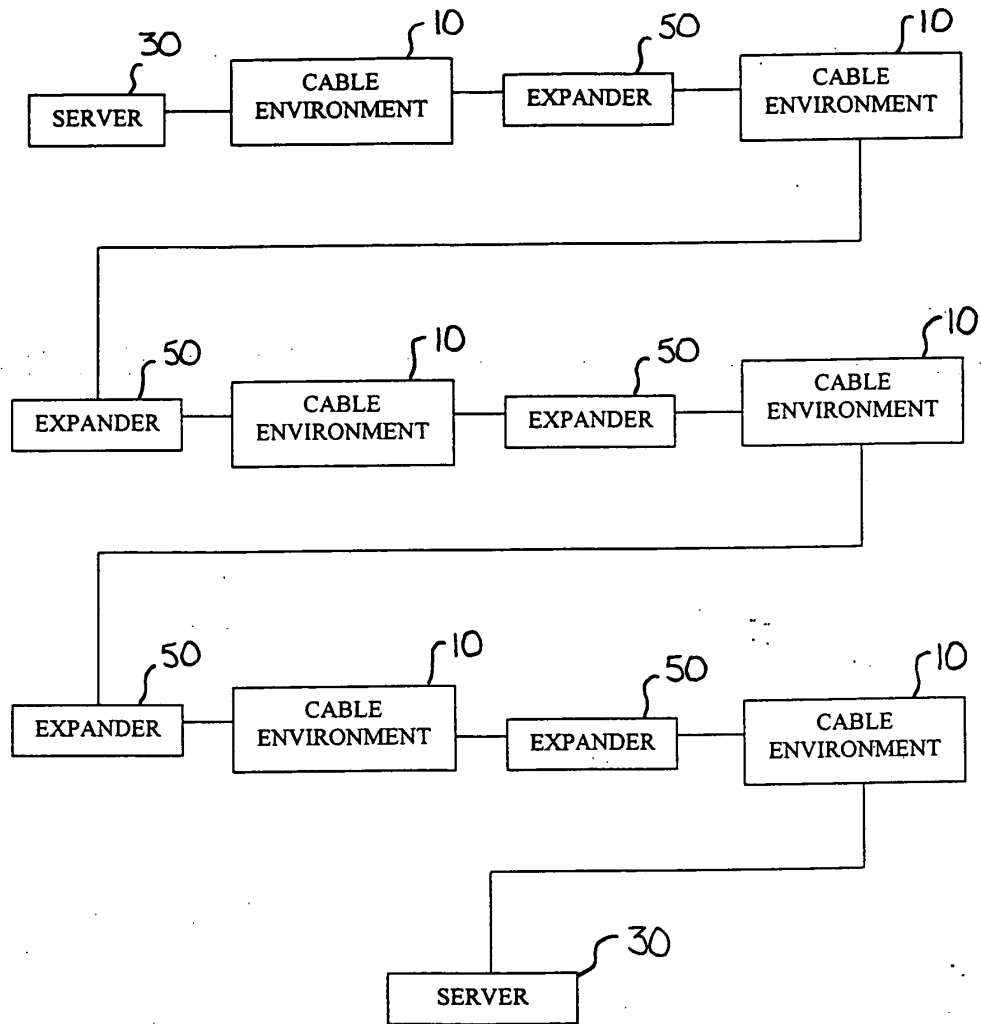 30
10
50
10
SERVER
CABLE
ENVIRONMENT
EXPANDER
CABLE
ENVIRONMENT
50
10
50
10
EXPANDER
CABLE
ENVIRONMENT
EXPANDER
CABLE
ENVIRONMENT
50
10
50
10
EXPANDER
CABLE
ENVIRONMENT
EXPANDER
CABLE
ENVIRONMENT
30
SERVER